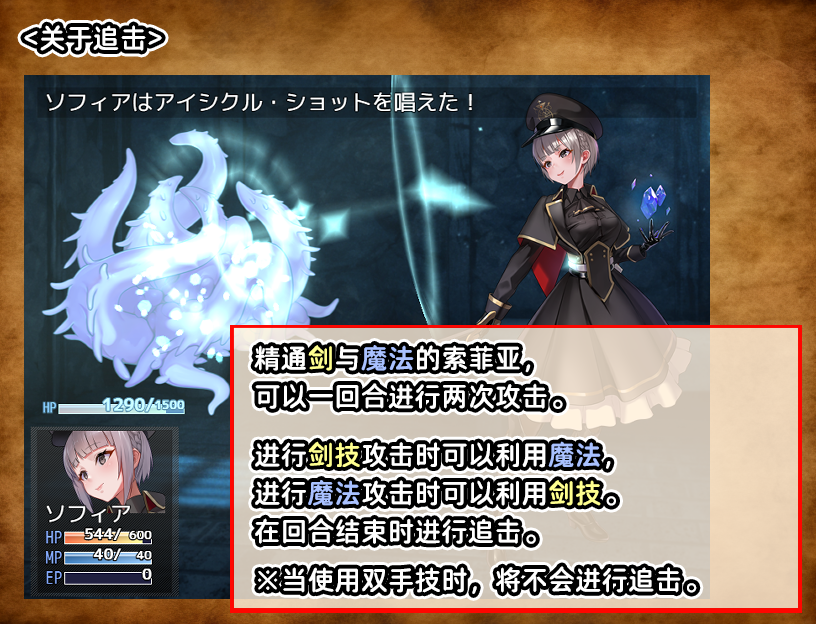 <关于追击>
ソフィアはアイシクル・ショットを唱えた！
HP 1290/1500
精通剑与魔法的索菲亚,
可以一回合进行两次攻击。
进行剑技攻击时可以利用魔法,
进行魔法攻击时可以利用剑技。
在回合结束时进行追击。
※当使用双手技时，将不会进行追击。
ソフィア
HP 544/ 600
MP 40/ 40
EP 0